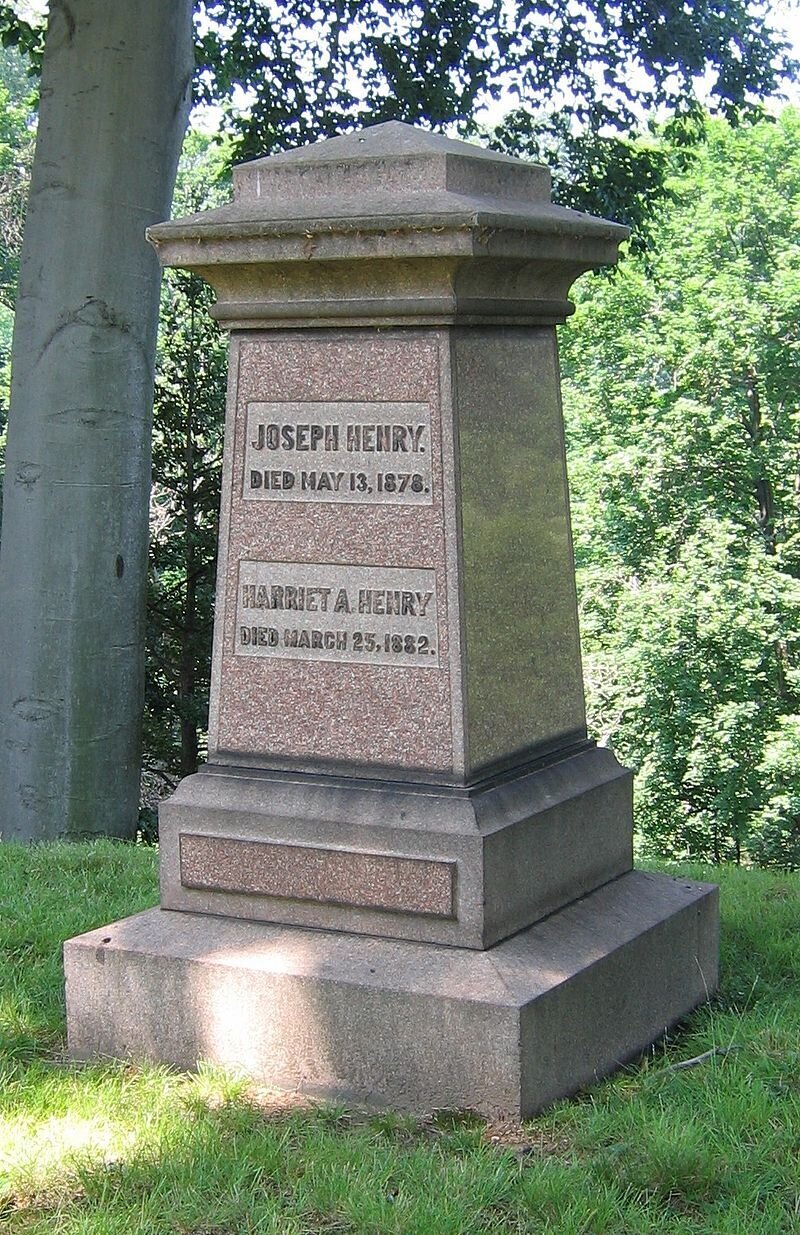 JOSEPH HENRY.
DIED MAY 13, 1878.
HARRIET A. HENRY
DIED MARCH 25, 1882.